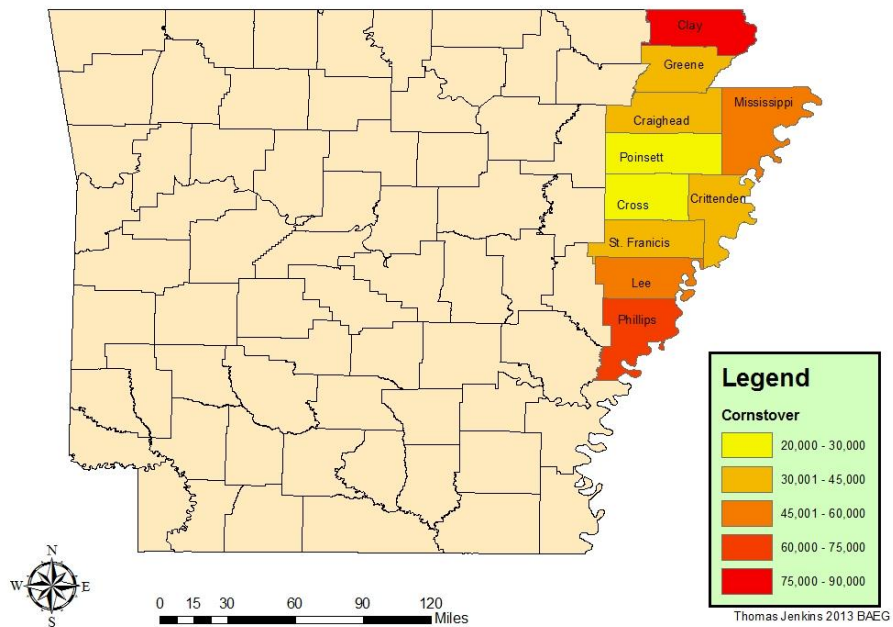 Clay
Greene
Mississippi
Craighead
Poinsett
Crittenden
Cross
St. Franicis
Lee
Phillips
Legend
Cornstover
20,000 - 30,000
30,001 - 45,000
45,001 - 60,000
60,000 - 75,000
75,000 - 90,000
N
W E
S
0 15 30 60 90 120
Miles
Thomas Jenkins 2013 BAEG